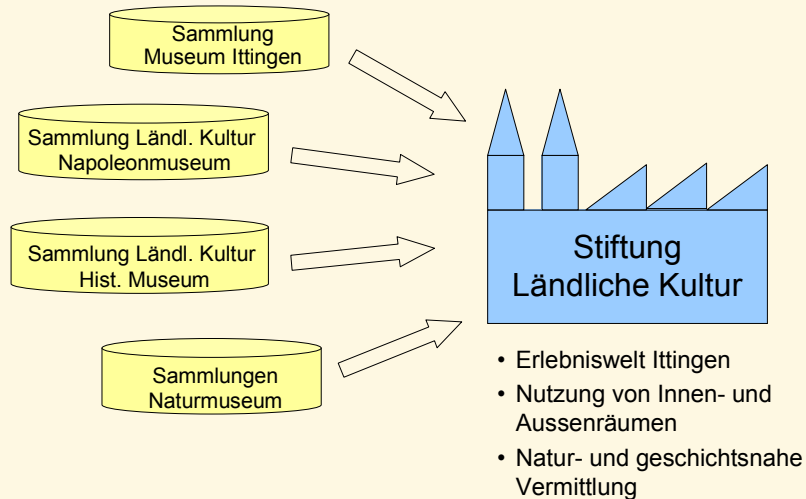 Sammlung
Museum Ittingen
Sammlung Ländl. Kultur
Napoleonmuseum
Sammlung Ländl. Kultur
Hist. Museum
Sammlungen
Naturmuseum
Stiftung
Ländliche Kultur
• Erlebniswelt Ittingen
• Nutzung von Innen- und
Aussenräumen
• Natur- und geschichtsnahe
Vermittlung